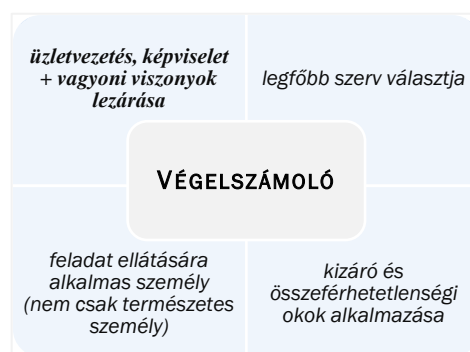 üzletvezetés, képviselet
+ vagyoni viszonyok
lezárása
legfőbb szerv választja
VÉGELSZÁMOLÓ
feladat ellátására
alkalmas személy
(nem csak természetes
személy)
kizáró és
összeférhetetlenségi
okok alkalmazása